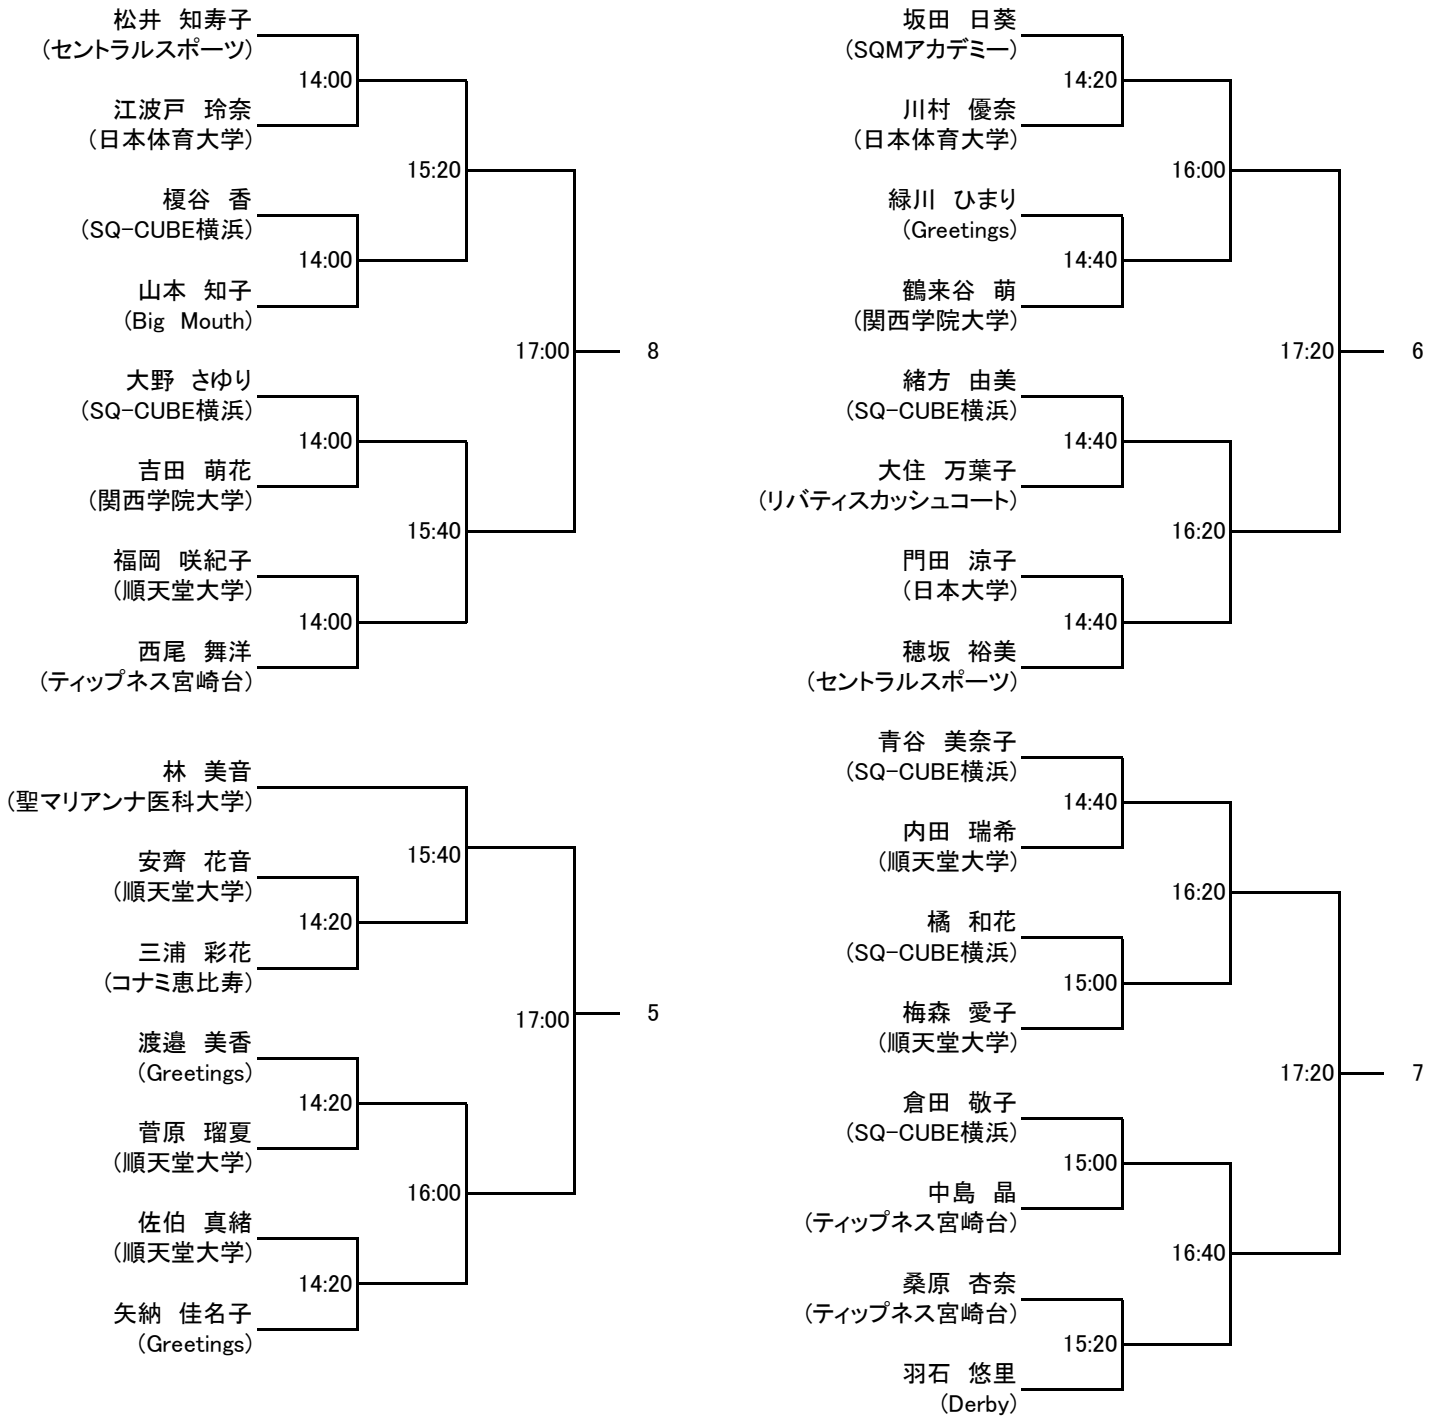 松井　知寿子
(セントラルスポーツ)
14:00
江波戸　玲奈
(日本体育大学)
15:20
榎谷　香
(SQ-CUBE横浜)
14:00
山本　知子
(Big　Mouth)
17:00
8
大野　さゆり
(SQ-CUBE横浜)
14:00
吉田　萌花
(関西学院大学)
15:40
福岡　咲紀子
(順天堂大学)
14:00
西尾　舞洋
(ティップネス宮崎台)
林　美音
(聖マリアンナ医科大学)
15:40
安齊　花音
(順天堂大学)
14:20
三浦　彩花
(コナミ恵比寿)
17:00
5
渡邉　美香
(Greetings)
14:20
菅原　瑠夏
(順天堂大学)
16:00
佐伯　真緒
(順天堂大学)
14:20
矢納　佳名子
(Greetings)
坂田　日葵
(SQMアカデミー)
14:20
川村　優奈
(日本体育大学)
16:00
緑川　ひまり
(Greetings)
14:40
鶴来谷　萌
(関西学院大学)
17:20
6
緒方　由美
(SQ-CUBE横浜)
14:40
大住　万葉子
(リバティスカッシュコート)
16:20
門田　涼子
(日本大学)
14:40
穂坂　裕美
(セントラルスポーツ)
青谷　美奈子
(SQ-CUBE横浜)
14:40
内田　瑞希
(順天堂大学)
16:20
橘　和花
(SQ-CUBE横浜)
15:00
梅森　愛子
(順天堂大学)
17:20
7
倉田　敬子
(SQ-CUBE横浜)
15:00
中島　晶
(ティップネス宮崎台)
16:40
桑原　杏奈
(ティップネス宮崎台)
15:20
羽石　悠里
(Derby)